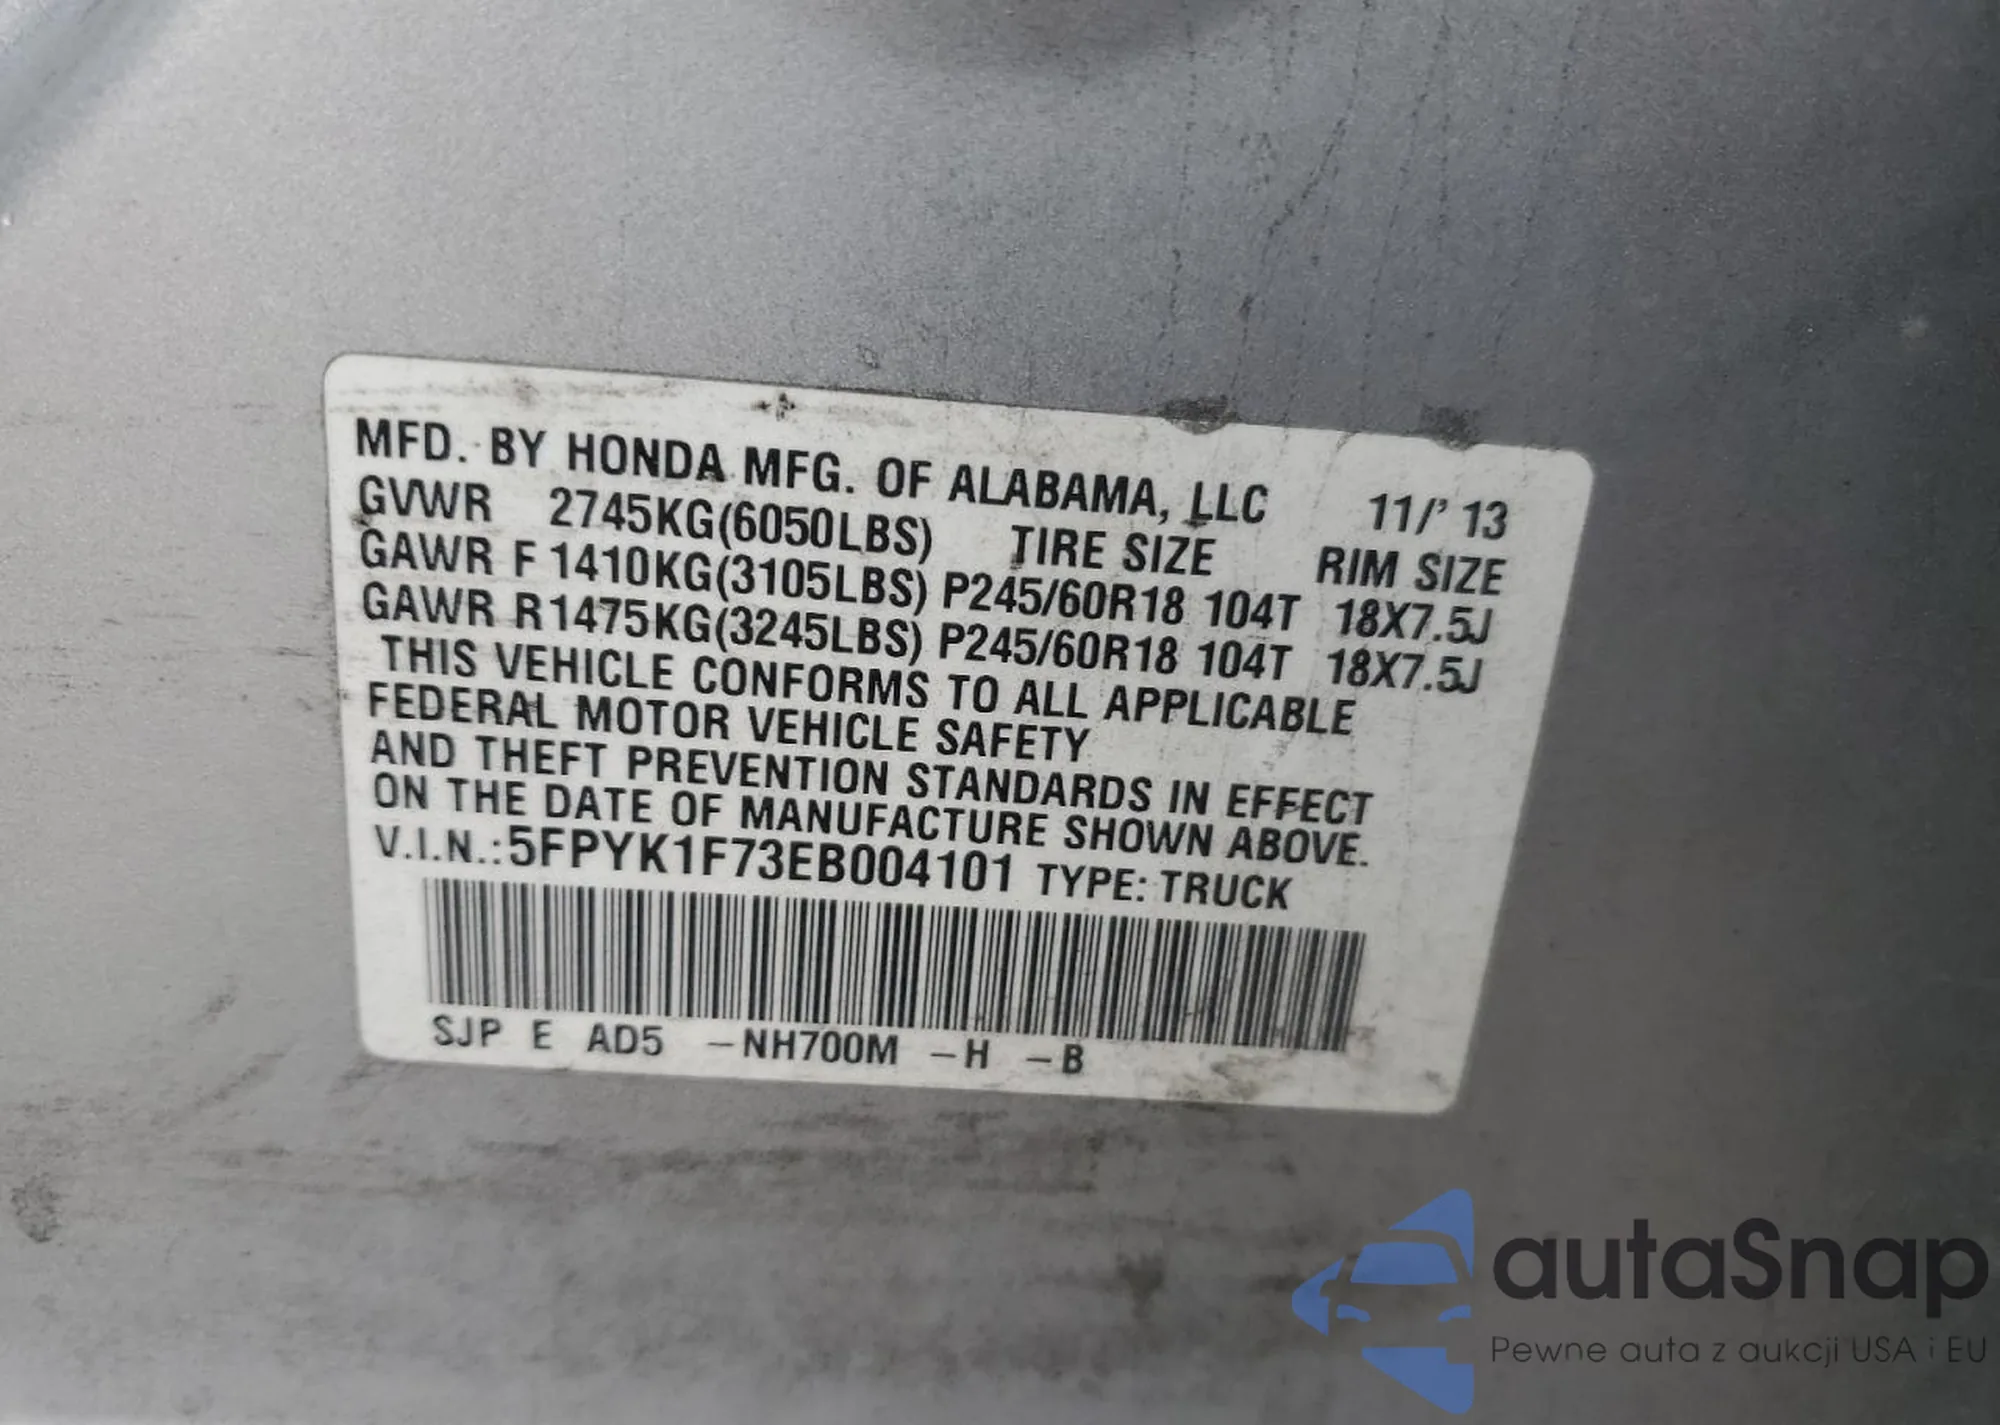 MFD. BY HONDA MFG. OF ALABAMA, LLC 11/' 13
GVWR 2745KG(6050LBS) TIRE SIZE RIM SIZE
GAWR F 1410KG(3105LBS) P245/60R18 104T 18X7.5J
GAWR R 1475KG(3245LBS) P245/60R18 104T 18X7.5J
THIS VEHICLE CONFORMS TO ALL APPLICABLE
FEDERAL MOTOR VEHICLE SAFETY
AND THEFT PREVENTION STANDARDS IN EFFECT
ON THE DATE OF MANUFACTURE SHOWN ABOVE.
V.I.N.:5FPYK1F73EB004101 TYPE: TRUCK
SJP E AD5 -NH700M -H -B
autaSnap
Pewne auta z aukcji USA i EU